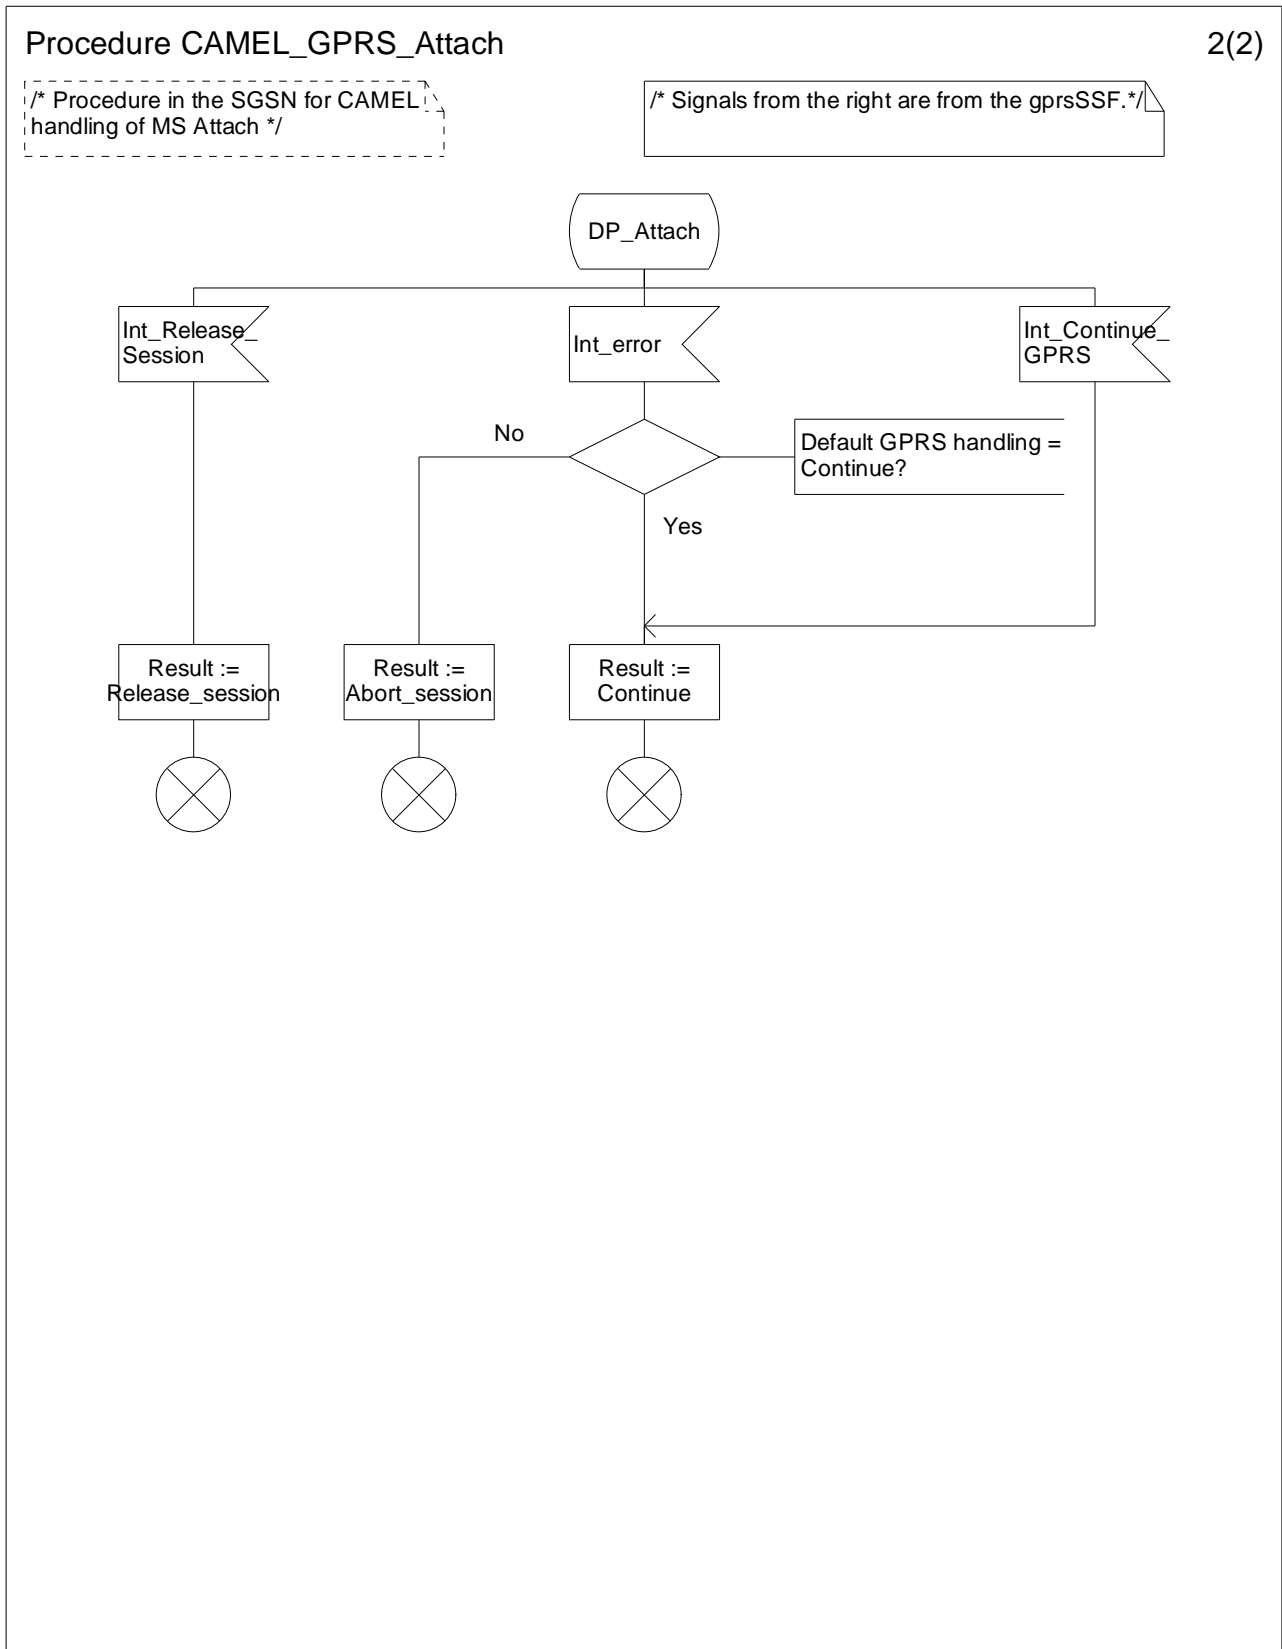 Procedure CAMEL_GPRS_Attach
2(2)
/* Procedure in the SGSN for CAMEL
handling of MS Attach */
/* Signals from the right are from the gprsSSF.*/
DP_Attach
Int_Release_
Session
Int_error
Int_Continue_
GPRS
No
Default GPRS handling =
Continue?
Yes
Result :=
Release_session
Result :=
Abort_session
Result :=
Continue